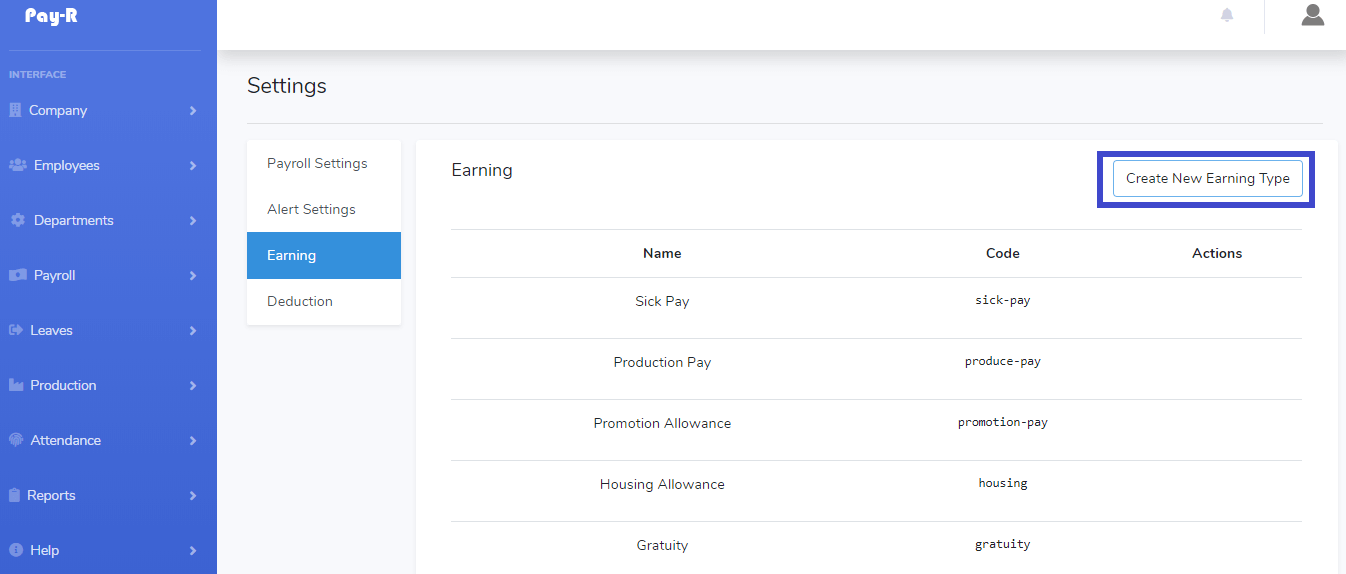 Pay-R
INTERFACE
Company
Employees
Departments
Payroll
Leaves
Production
Attendance
Reports
Help
Settings
Payroll Settings
Alert Settings
Earning
Deduction
Earning
Create New Earning Type
Name Code Actions
Sick Pay sick-pay
Production Pay produce-pay
Promotion Allowance promotion-pay
Housing Allowance housing
Gratuity gratuity